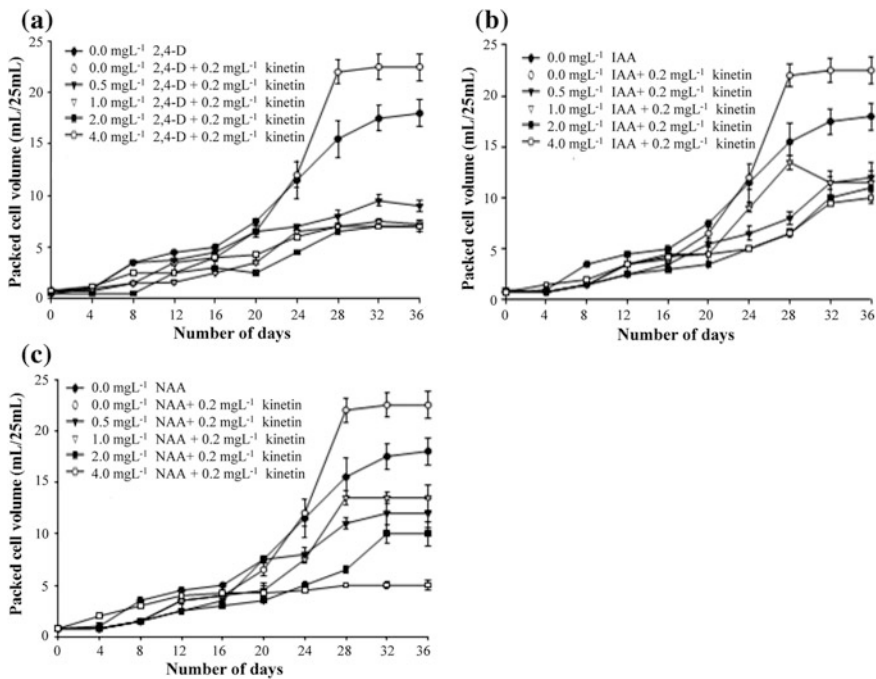 (a)
25
20
15
10
5
0
Packed cell volume (mL/25mL)
0.0 mgL⁻¹ 2,4-D
0.0 mgL⁻¹ 2,4-D + 0.2 mgL⁻¹ kinetin
0.5 mgL⁻¹ 2,4-D + 0.2 mgL⁻¹ kinetin
1.0 mgL⁻¹ 2,4-D + 0.2 mgL⁻¹ kinetin
2.0 mgL⁻¹ 2,4-D + 0.2 mgL⁻¹ kinetin
4.0 mgL⁻¹ 2,4-D + 0.2 mgL⁻¹ kinetin
0 4 8 12 16 20 24 28 32 36
Number of days
(b)
25
20
15
10
5
0
Packed cell volume (mL/25mL)
0.0 mgL⁻¹ IAA
0.0 mgL⁻¹ IAA+ 0.2 mgL⁻¹ kinetin
0.5 mgL⁻¹ IAA+ 0.2 mgL⁻¹ kinetin
1.0 mgL⁻¹ IAA + 0.2 mgL⁻¹ kinetin
2.0 mgL⁻¹ IAA+ 0.2 mgL⁻¹ kinetin
4.0 mgL⁻¹ IAA + 0.2 mgL⁻¹ kinetin
0 4 8 12 16 20 24 28 32 36
Number of days
(c)
25
20
15
10
5
0
Packed cell volume (mL/25mL)
0.0 mgL⁻¹ NAA
0.0 mgL⁻¹ NAA+ 0.2 mgL⁻¹ kinetin
0.5 mgL⁻¹ NAA+ 0.2 mgL⁻¹ kinetin
1.0 mgL⁻¹ NAA + 0.2 mgL⁻¹ kinetin
2.0 mgL⁻¹ NAA+ 0.2 mgL⁻¹ kinetin
4.0 mgL⁻¹ NAA + 0.2 mgL⁻¹ kinetin
0 4 8 12 16 20 24 28 32 36
Number of days